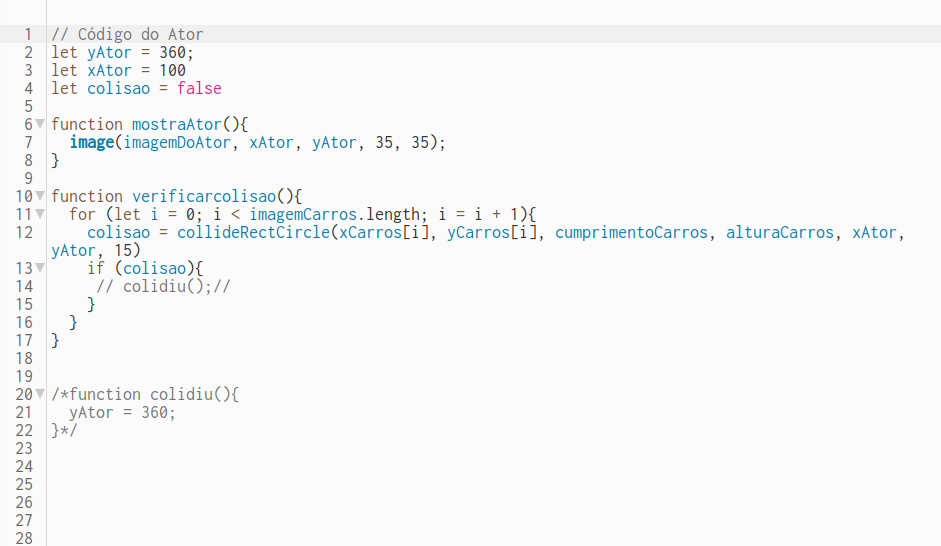 1 // Código do Ator
2 let yAtor = 360;
3 let xAtor = 100
4 let colisao = false
5
6 function mostraAtor(){
7   image(imagemDoAtor, xAtor, yAtor, 35, 35);
8 }
9
10 function verificarcolisao(){
11   for (let i = 0; i < imagemCarros.length; i = i + 1){
12     colisao = collideRectCircle(xCarros[i], yCarros[i], cumprimentoCarros, alturaCarros, xAtor,
yAtor, 15)
13     if (colisao){
14      // colidiu();//
15     }
16   }
17 }
18
19
20 /*function colidiu(){
21   yAtor = 360;
22 }*/
23
24
25
26
27
28